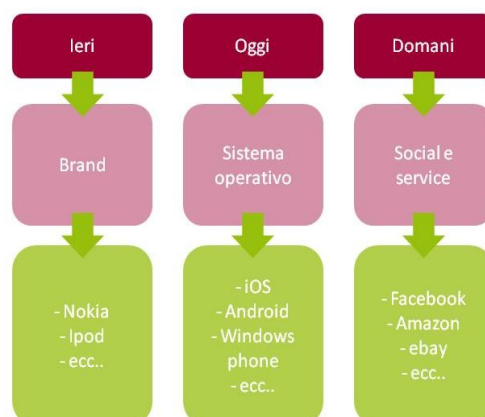 Ieri
Brand
- Nokia
- Ipod
- ecc..
Oggi
Sistema
operativo
- iOS
- Android
- Windows
phone
- ecc..
Domani
Social e
service
- Facebook
- Amazon
- ebay
- ecc..